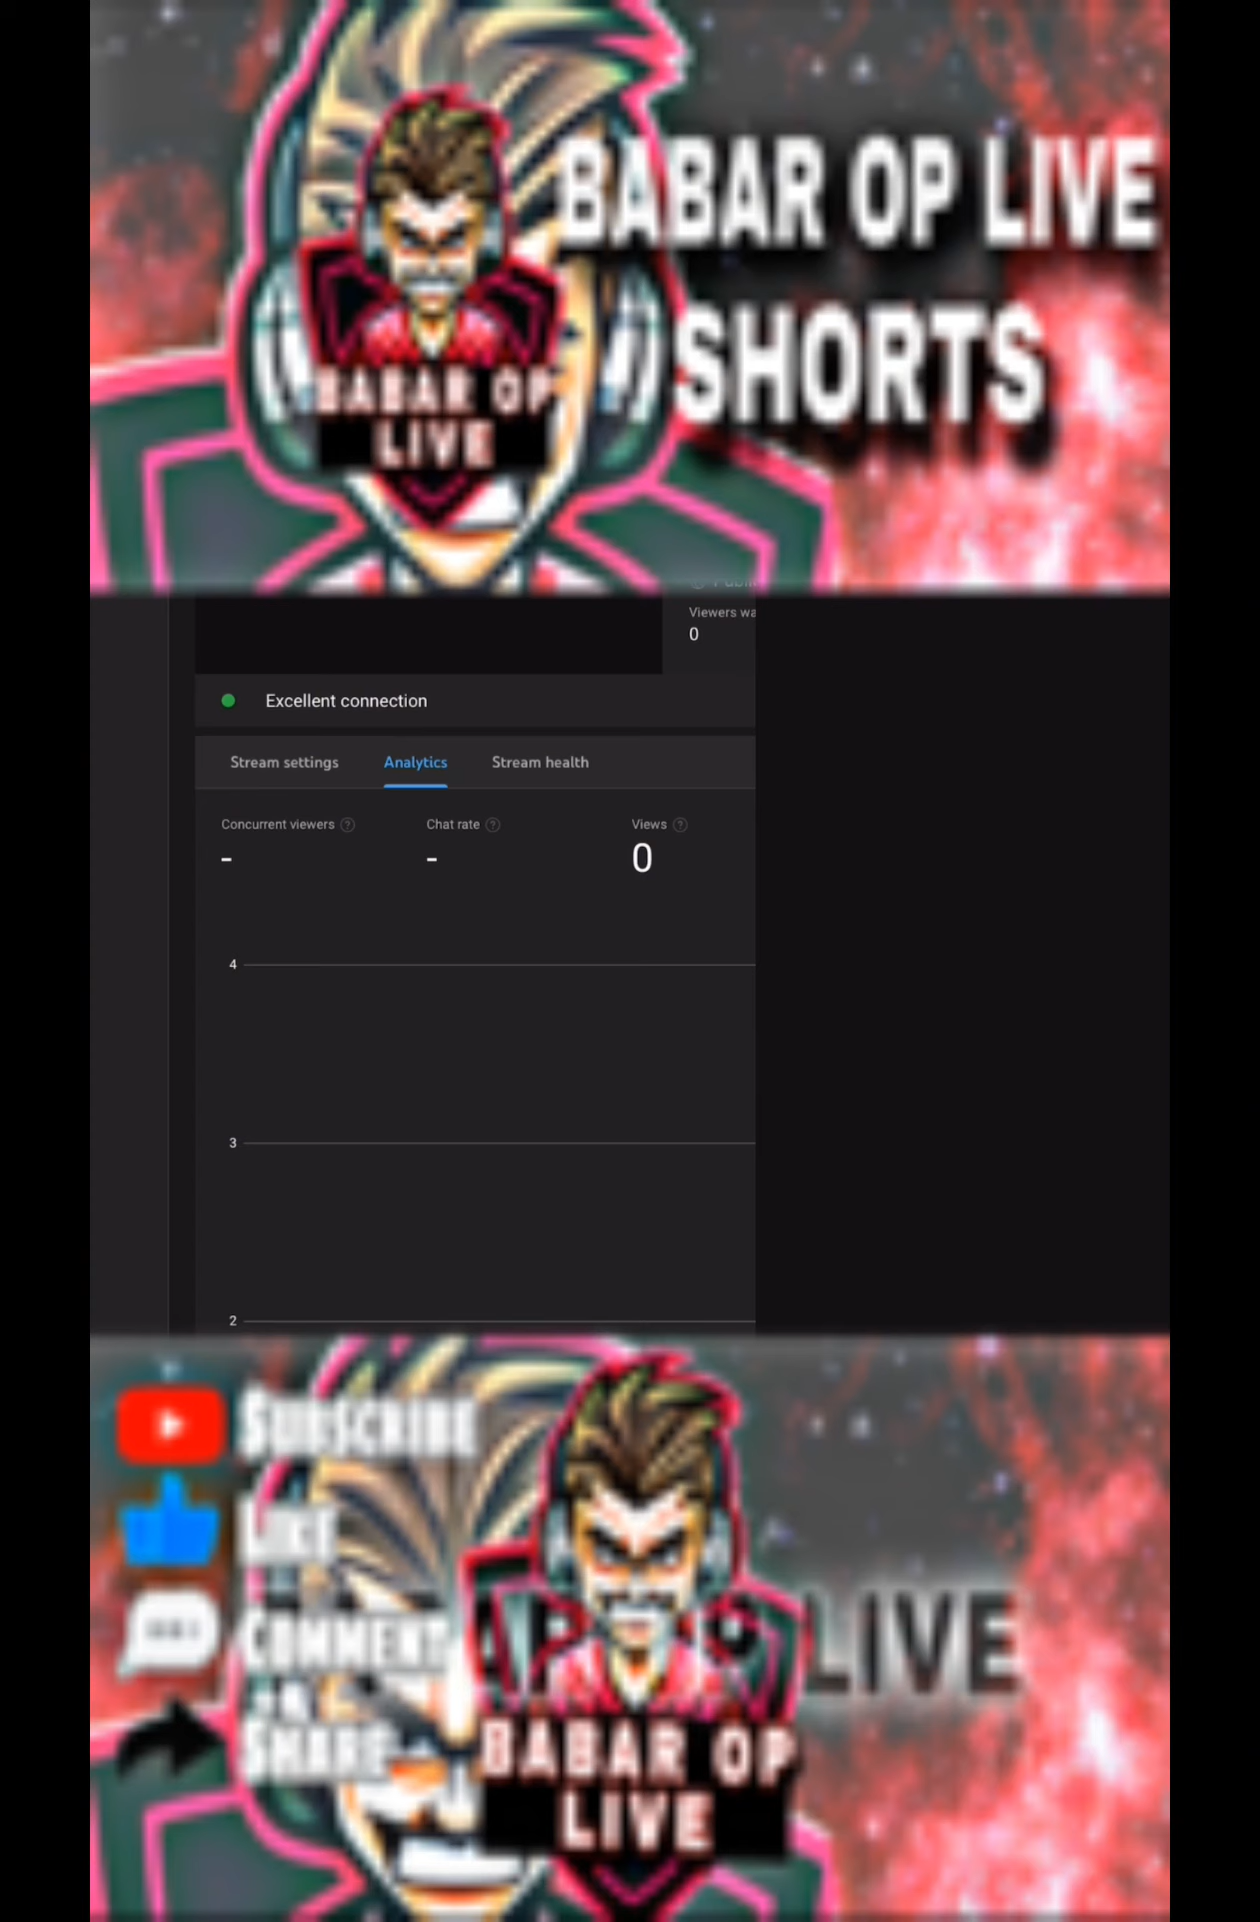 BABAR OP LIVE
SHORTS
BABAR OP
LIVE
Viewers wa
0
Excellent connection
Stream settings Analytics Stream health
Concurrent viewers ? Chat rate ? Views ?
- - 0
4
3
2
SUBSCRIBE
LIKE
COMMENT
SHARE
LIVE
BABAR OP
LIVE